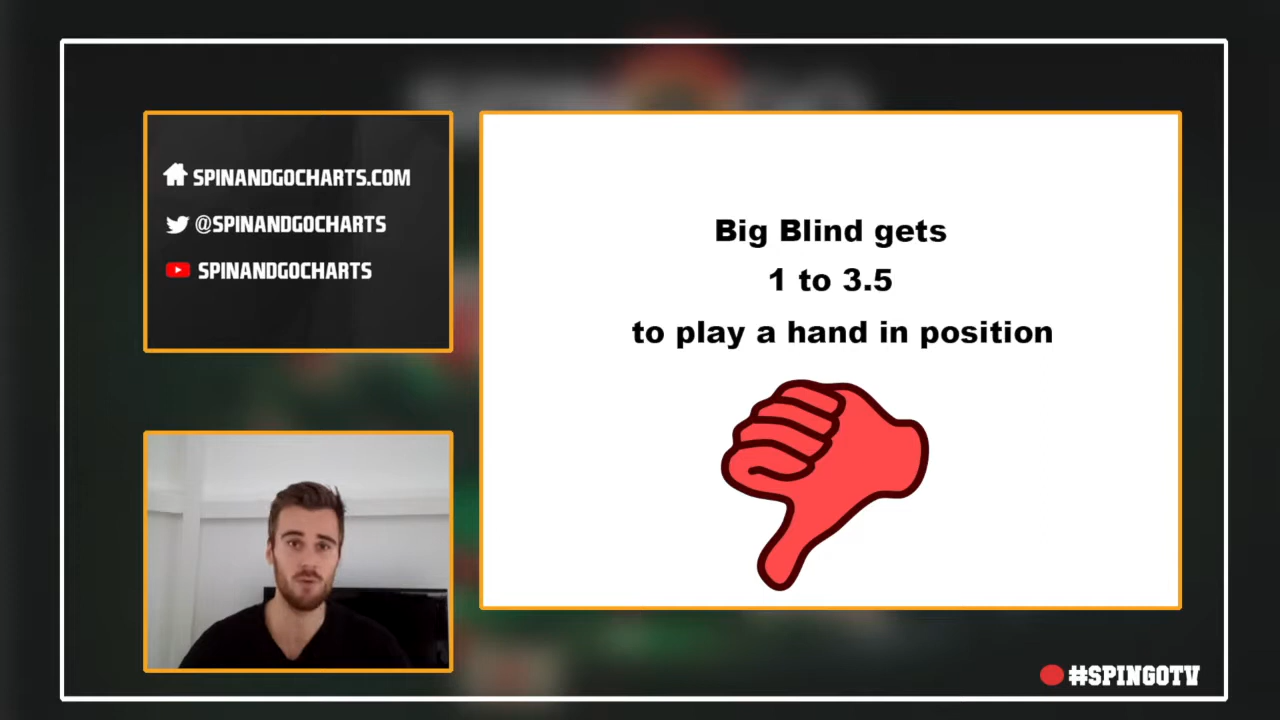 SPINANDGOCHARTS.COM
@SPINANDGOCHARTS
SPINANDGOCHARTS
Big Blind gets
1 to 3.5
to play a hand in position
#SPINGOTV